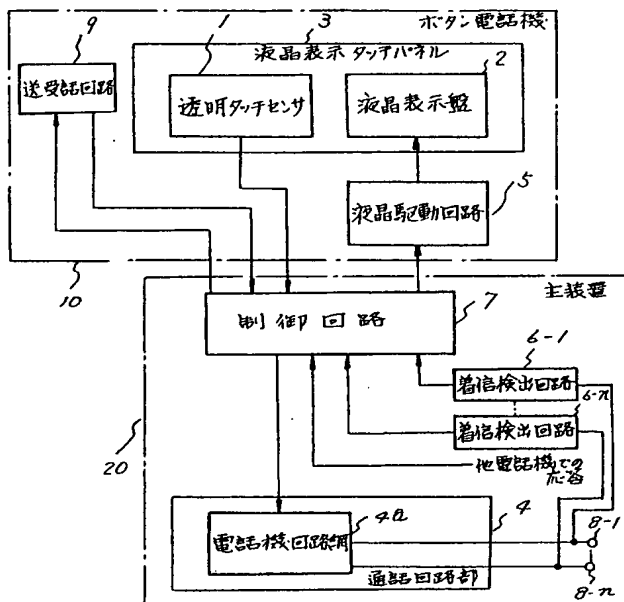 ボタン電話機
9
1
3
液晶表示タッチパネル
2
送受話回路
透明タッチセンサ
液晶表示盤
5
液晶駆動回路
10
主装置
制御回路
7
6-1
着信検出回路
6-n
着信検出回路
20
他電話機での
応答
4
4a
電話機回路網
8-1
通話回路部
8-n